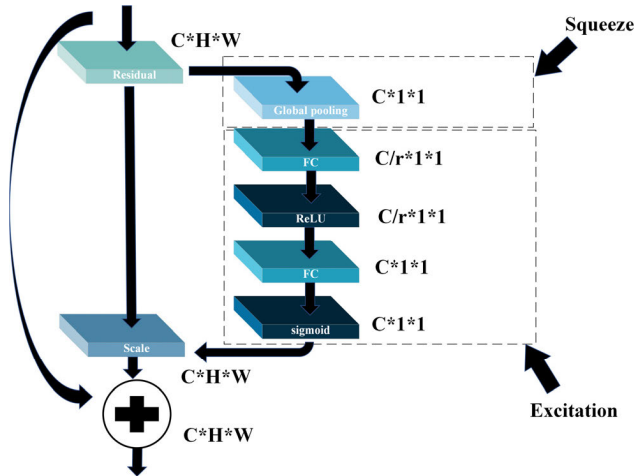 Squeeze
C*H*W
Residual
C*1*1
Global pooling
C/r*1*1
FC
C/r*1*1
ReLU
C*1*1
FC
C*1*1
sigmoid
Scale
C*H*W
Excitation
C*H*W